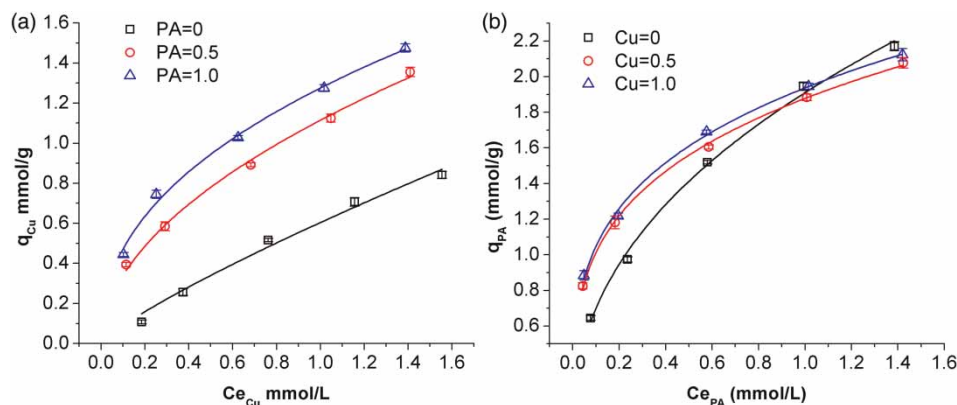 (a)
PA=0
PA=0.5
PA=1.0
1.6
1.4
1.2
1.0
0.8
0.6
0.4
0.2
0.0
q_Cu mmol/g
0.0 0.2 0.4 0.6 0.8 1.0 1.2 1.4 1.6
Ce_Cu mmol/L
(b)
Cu=0
Cu=0.5
Cu=1.0
2.2
2.0
1.8
1.6
1.4
1.2
1.0
0.8
0.6
q_PA (mmol/g)
0.0 0.2 0.4 0.6 0.8 1.0 1.2 1.4 1.6
Ce_PA (mmol/L)